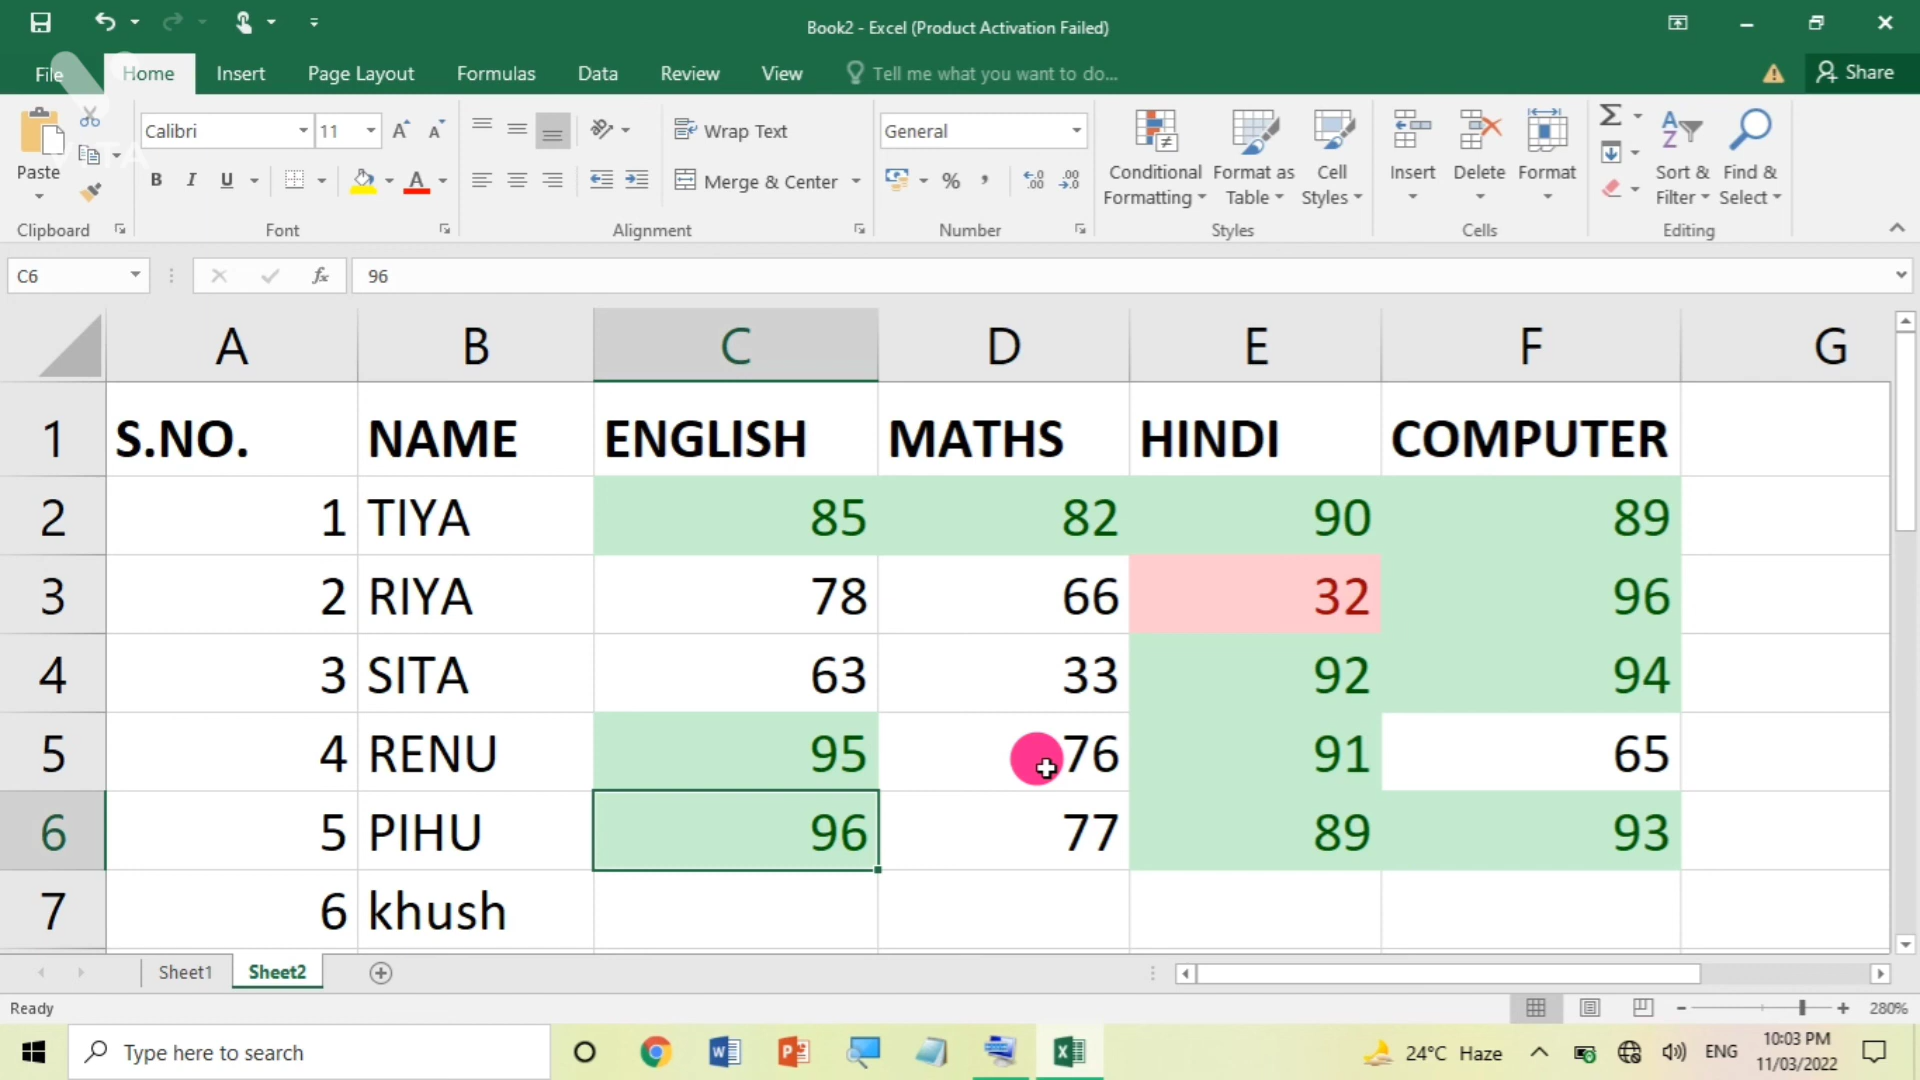 Book2 - Excel (Product Activation Failed)
File Home Insert Page Layout Formulas Data Review View Tell me what you want to do... Share
Calibri 11 Wrap Text General
Paste B I U Merge & Center % Conditional Formatting Format as Table Cell Styles Insert Delete Format Sort & Filter Find & Select
Clipboard Font Alignment Number Styles Cells Editing
C6 fx 96
A B C D E F G
1 S.NO. NAME ENGLISH MATHS HINDI COMPUTER
2 1 TIYA 85 82 90 89
3 2 RIYA 78 66 32 96
4 3 SITA 63 33 92 94
5 4 RENU 95 76 91 65
6 5 PIHU 96 77 89 93
7 6 khush
Sheet1 Sheet2
Ready 280%
Type here to search 24°C Haze ENG 10:03 PM
11/03/2022